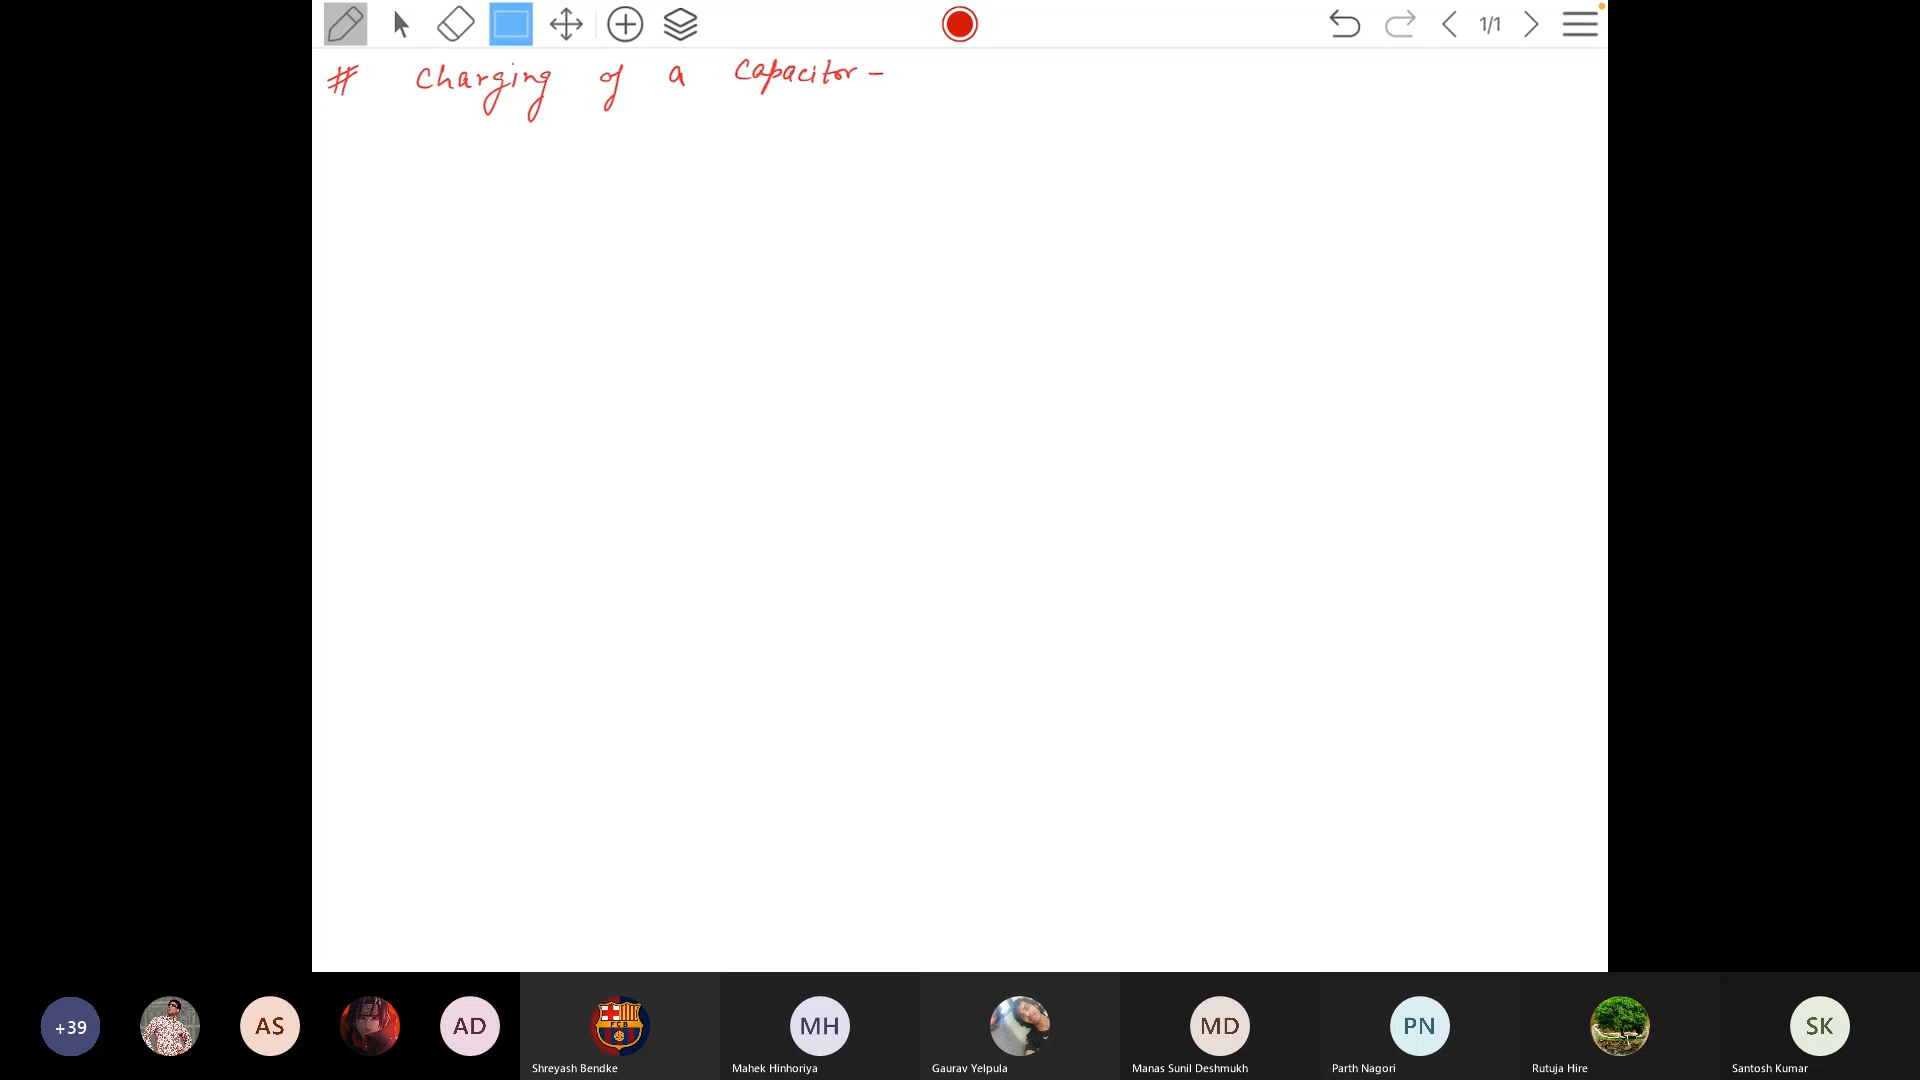 1/1
# Charging of a Capacitor -
+39
AS
AD
FCB
MH
MD
PN
SK
Shreyash Bendke
Mahek Hinhoriya
Gaurav Yelpula
Manas Sunil Deshmukh
Parth Nagori
Rutuja Hire
Santosh Kumar